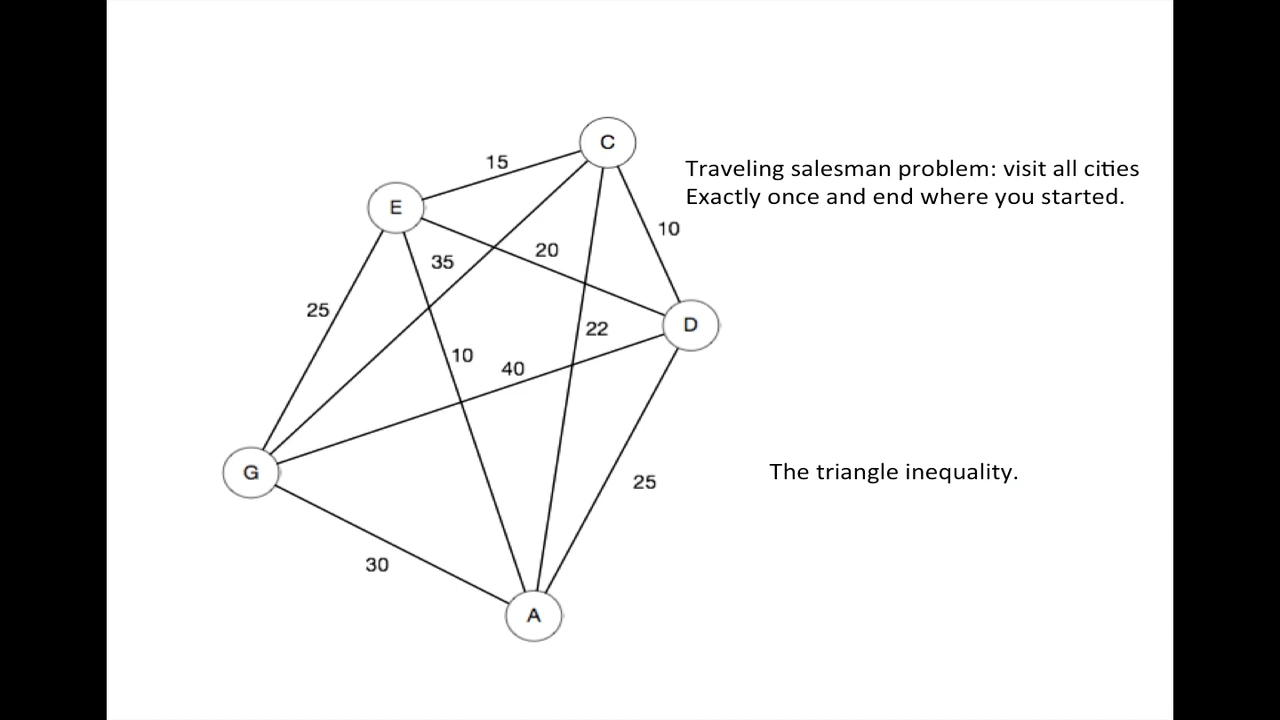 C
15
Traveling salesman problem: visit all cities
Exactly once and end where you started.
E
10
20
35
25
D
22
10
40
G
The triangle inequality.
25
30
A